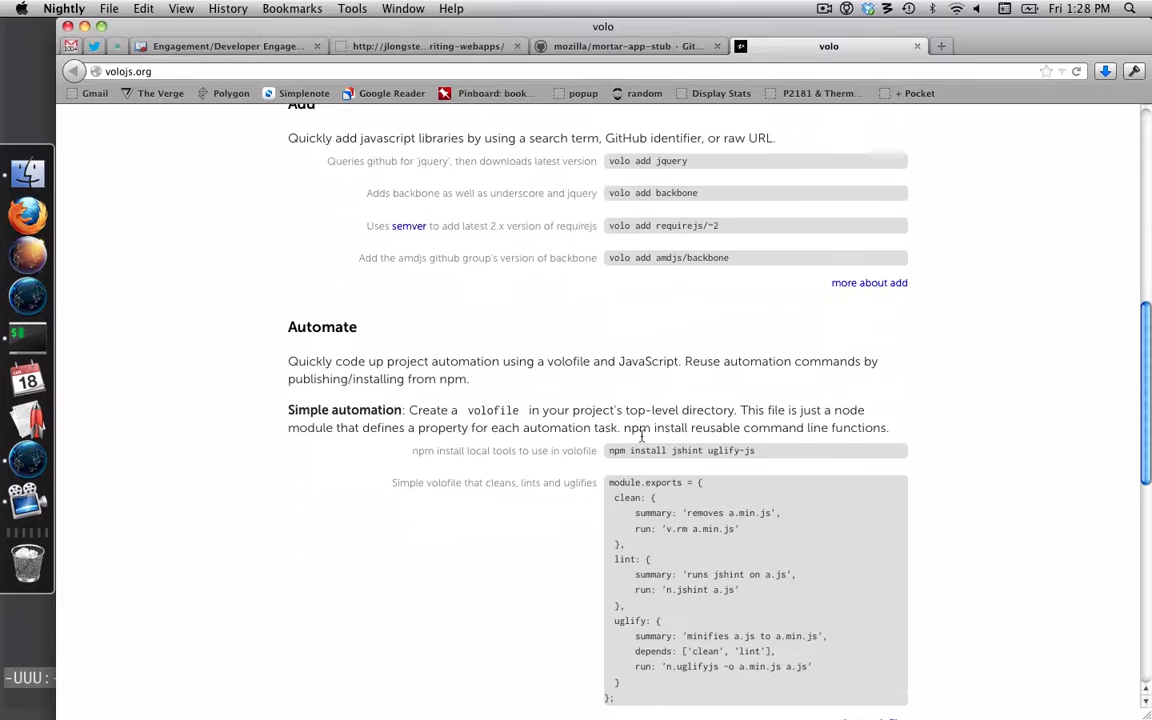 Nightly File Edit View History Bookmarks Tools Window Help Fri 1:28 PM
volo
Engagement/Developer Engage... http://jlongste...riting-webapps/ mozilla/mortar-app-stub · Git... volo
volojs.org
Gmail The Verge Polygon Simplenote Google Reader Pinboard: book... popup random Display Stats P2181 & Therm... + Pocket
Add
Quickly add javascript libraries by using a search term, GitHub identifier, or raw URL.
Queries github for 'jquery', then downloads latest version volo add jquery
Adds backbone as well as underscore and jquery volo add backbone
Uses semver to add latest 2.x version of requirejs volo add requirejs/~2
Add the amdjs github group's version of backbone volo add amdjs/backbone
more about add
Automate
Quickly code up project automation using a volofile and JavaScript. Reuse automation commands by
publishing/installing from npm.
Simple automation: Create a volofile in your project's top-level directory. This file is just a node
module that defines a property for each automation task. npm install reusable command line functions.
npm install local tools to use in volofile npm install jshint uglify-js
Simple volofile that cleans, lints and uglifies module.exports = {
clean: {
summary: 'removes a.min.js',
run: 'v.rm a.min.js'
},
lint: {
summary: 'runs jshint on a.js',
run: 'n.jshint a.js'
},
uglify: {
summary: 'minifies a.js to a.min.js',
depends: ['clean', 'lint'],
run: 'n.uglifyjs -o a.min.js a.js'
}
};
JAN
18
-UUU: